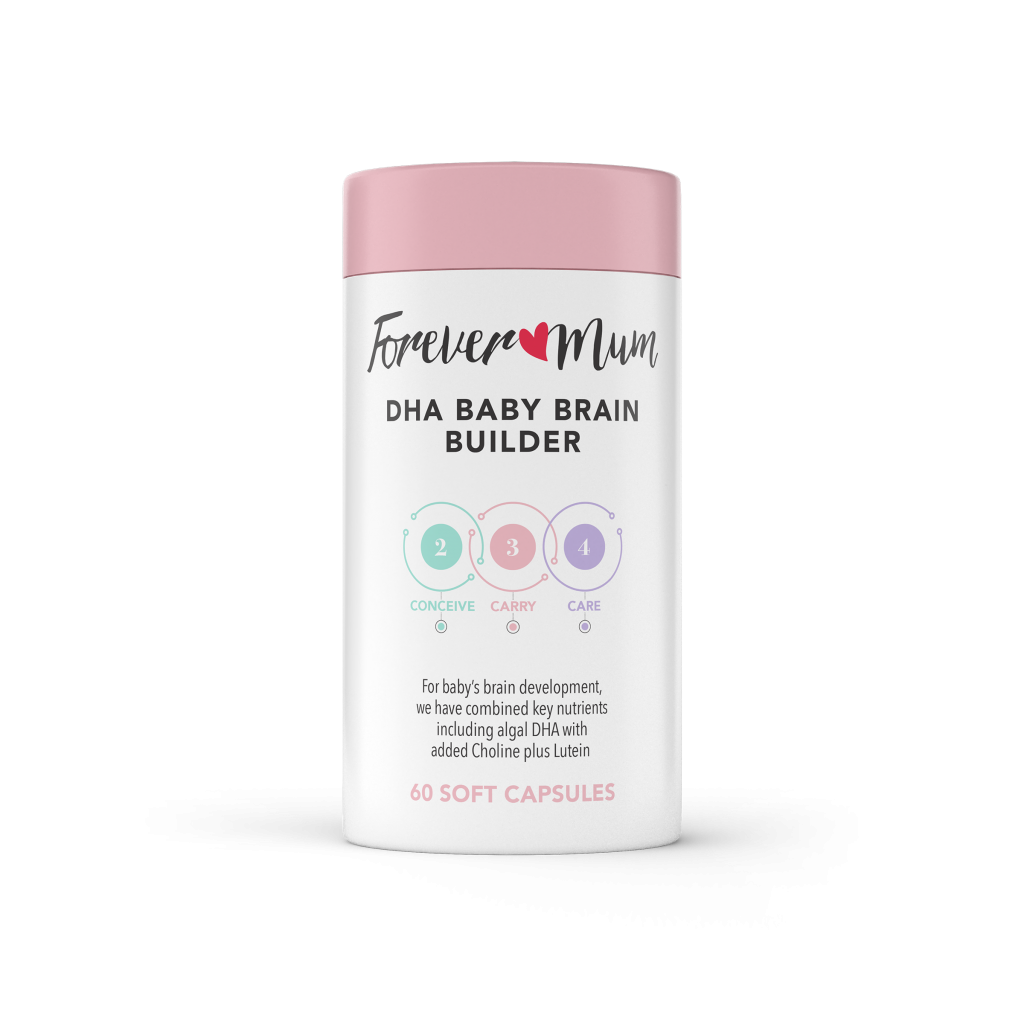 Forever Mum
DHA BABY BRAIN
BUILDER
2 3 4
CONCEIVE CARRY CARE
For baby's brain development,
we have combined key nutrients
including algal DHA with
added Choline plus Lutein
60 SOFT CAPSULES